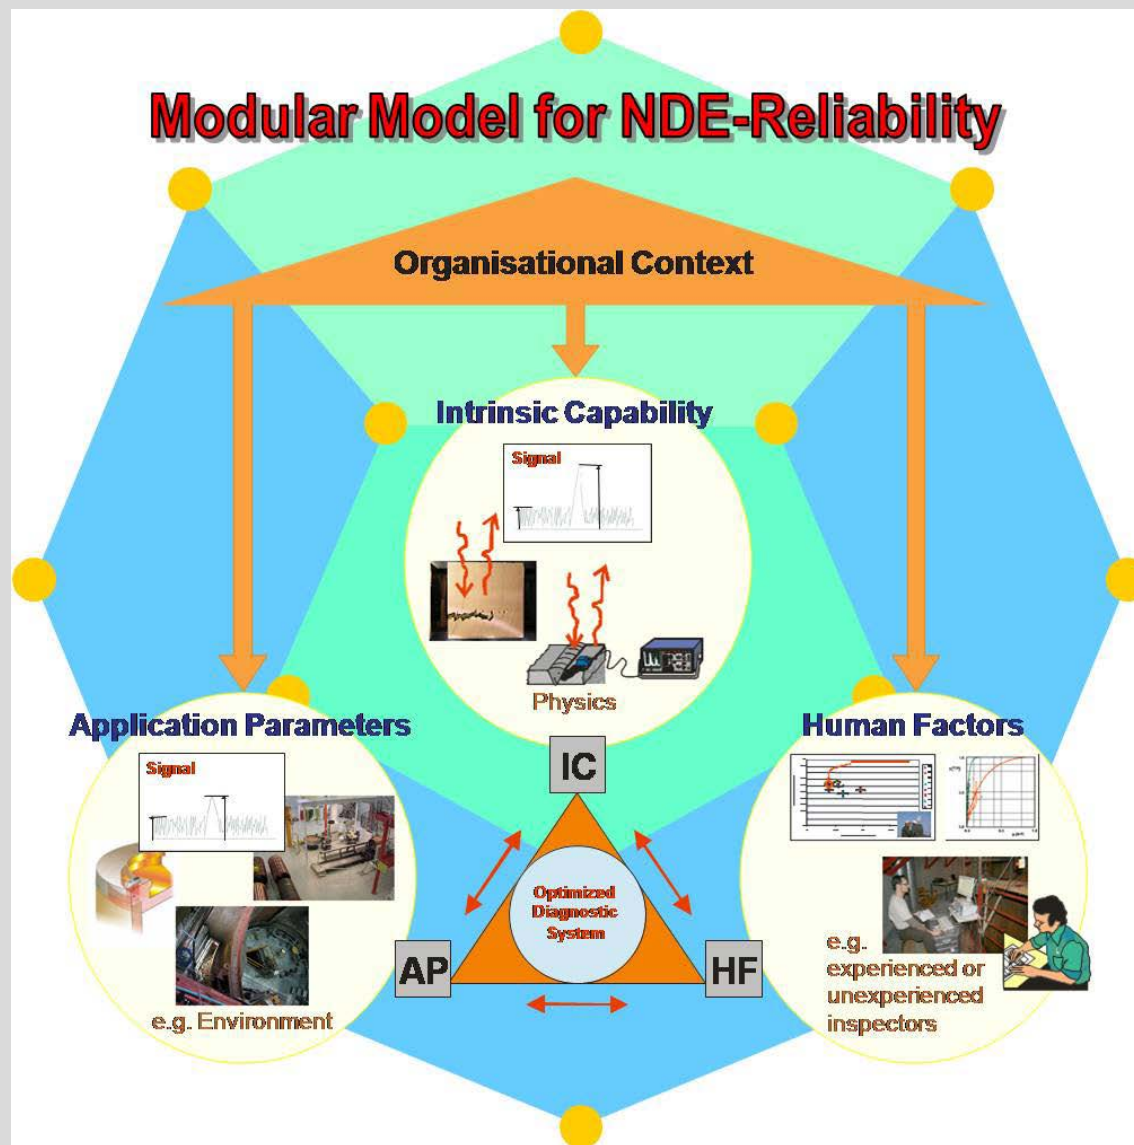 Modular Model for NDE-Reliability
Organisational Context
Intrinsic Capability
Signal
Physics
Application Parameters
Signal
e.g. Environment
Human Factors
e.g.
experienced or
unexperienced
inspectors
IC
Optimized
Diagnostic
System
AP
HF